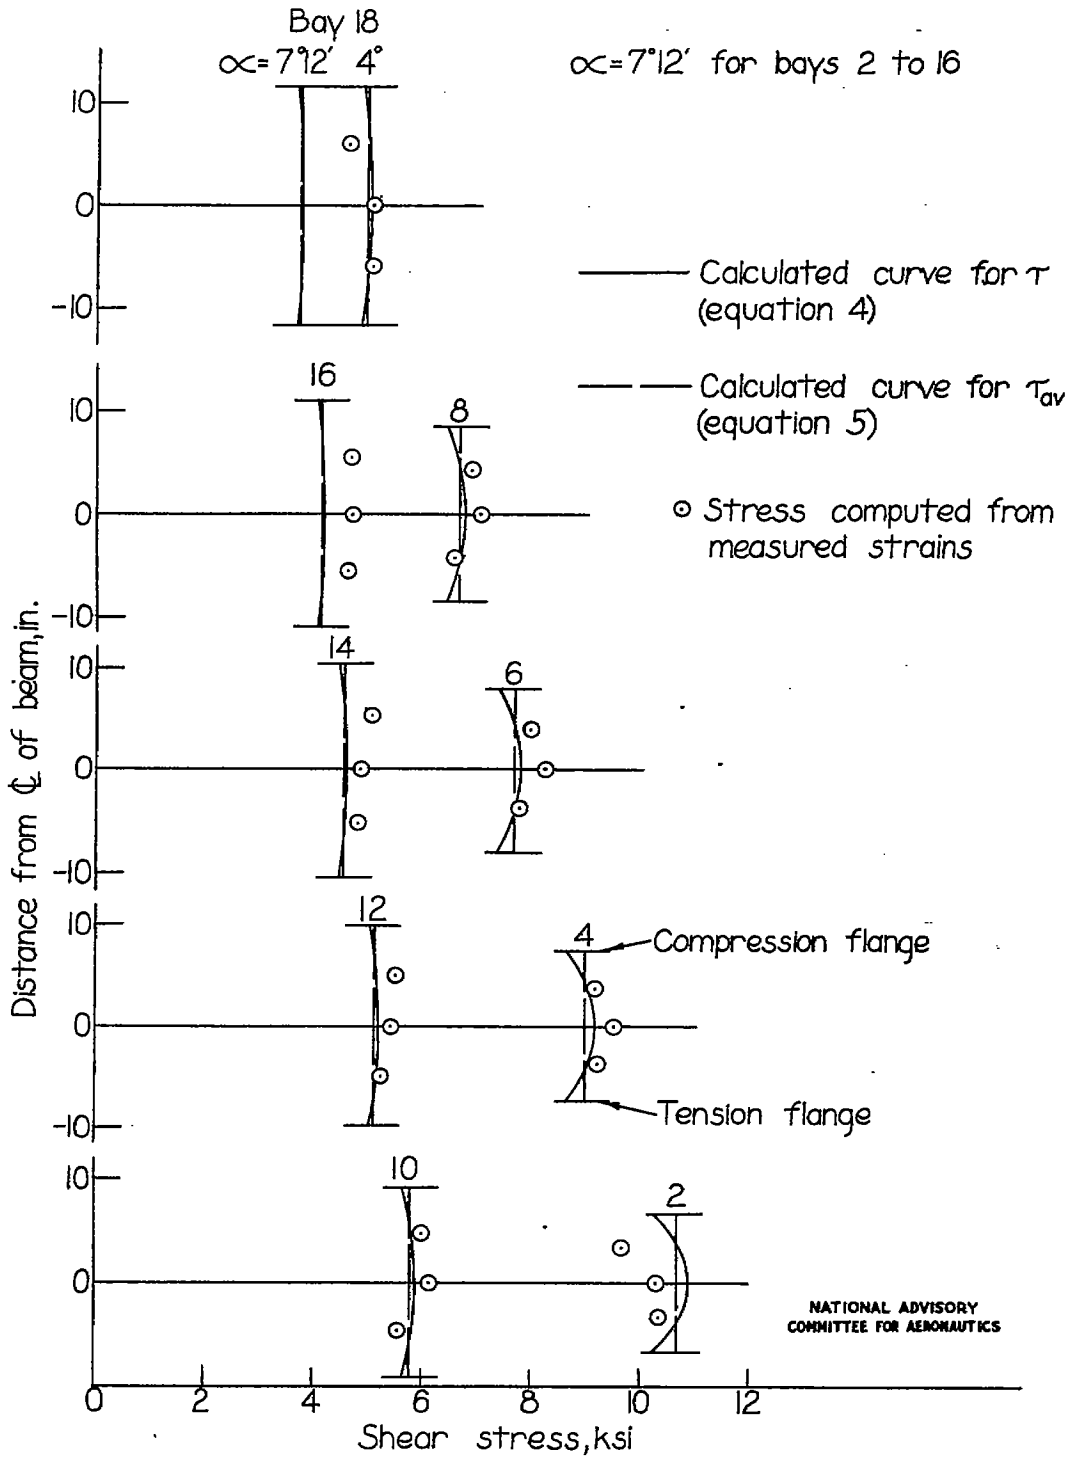 Bay 18
∝=7°12′ 4°
∝=7°12′ for bays 2 to 16
10
0
-10
Calculated curve for τ
(equation 4)
Calculated curve for τav
(equation 5)
Stress computed from
measured strains
16
8
10
0
-10
14
6
10
0
-10
12
4
10
0
-10
Compression flange
Tension flange
10
2
10
0
Distance from ℄ of beam, in.
NATIONAL ADVISORY
COMMITTEE FOR AERONAUTICS
0 2 4 6 8 10 12
Shear stress, ksi